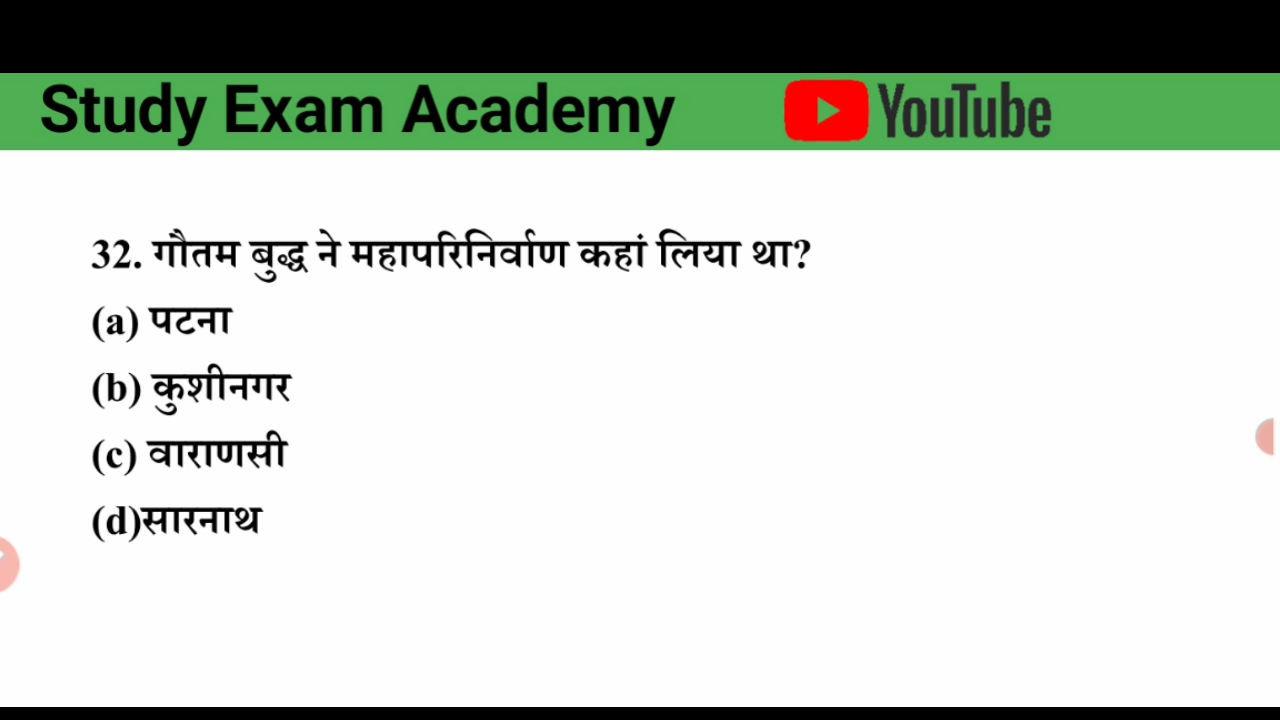 Study Exam Academy YouTube
32. गौतम बुद्ध ने महापरिनिर्वाण कहां लिया था?
(a) पटना
(b) कुशीनगर
(c) वाराणसी
(d)सारनाथ